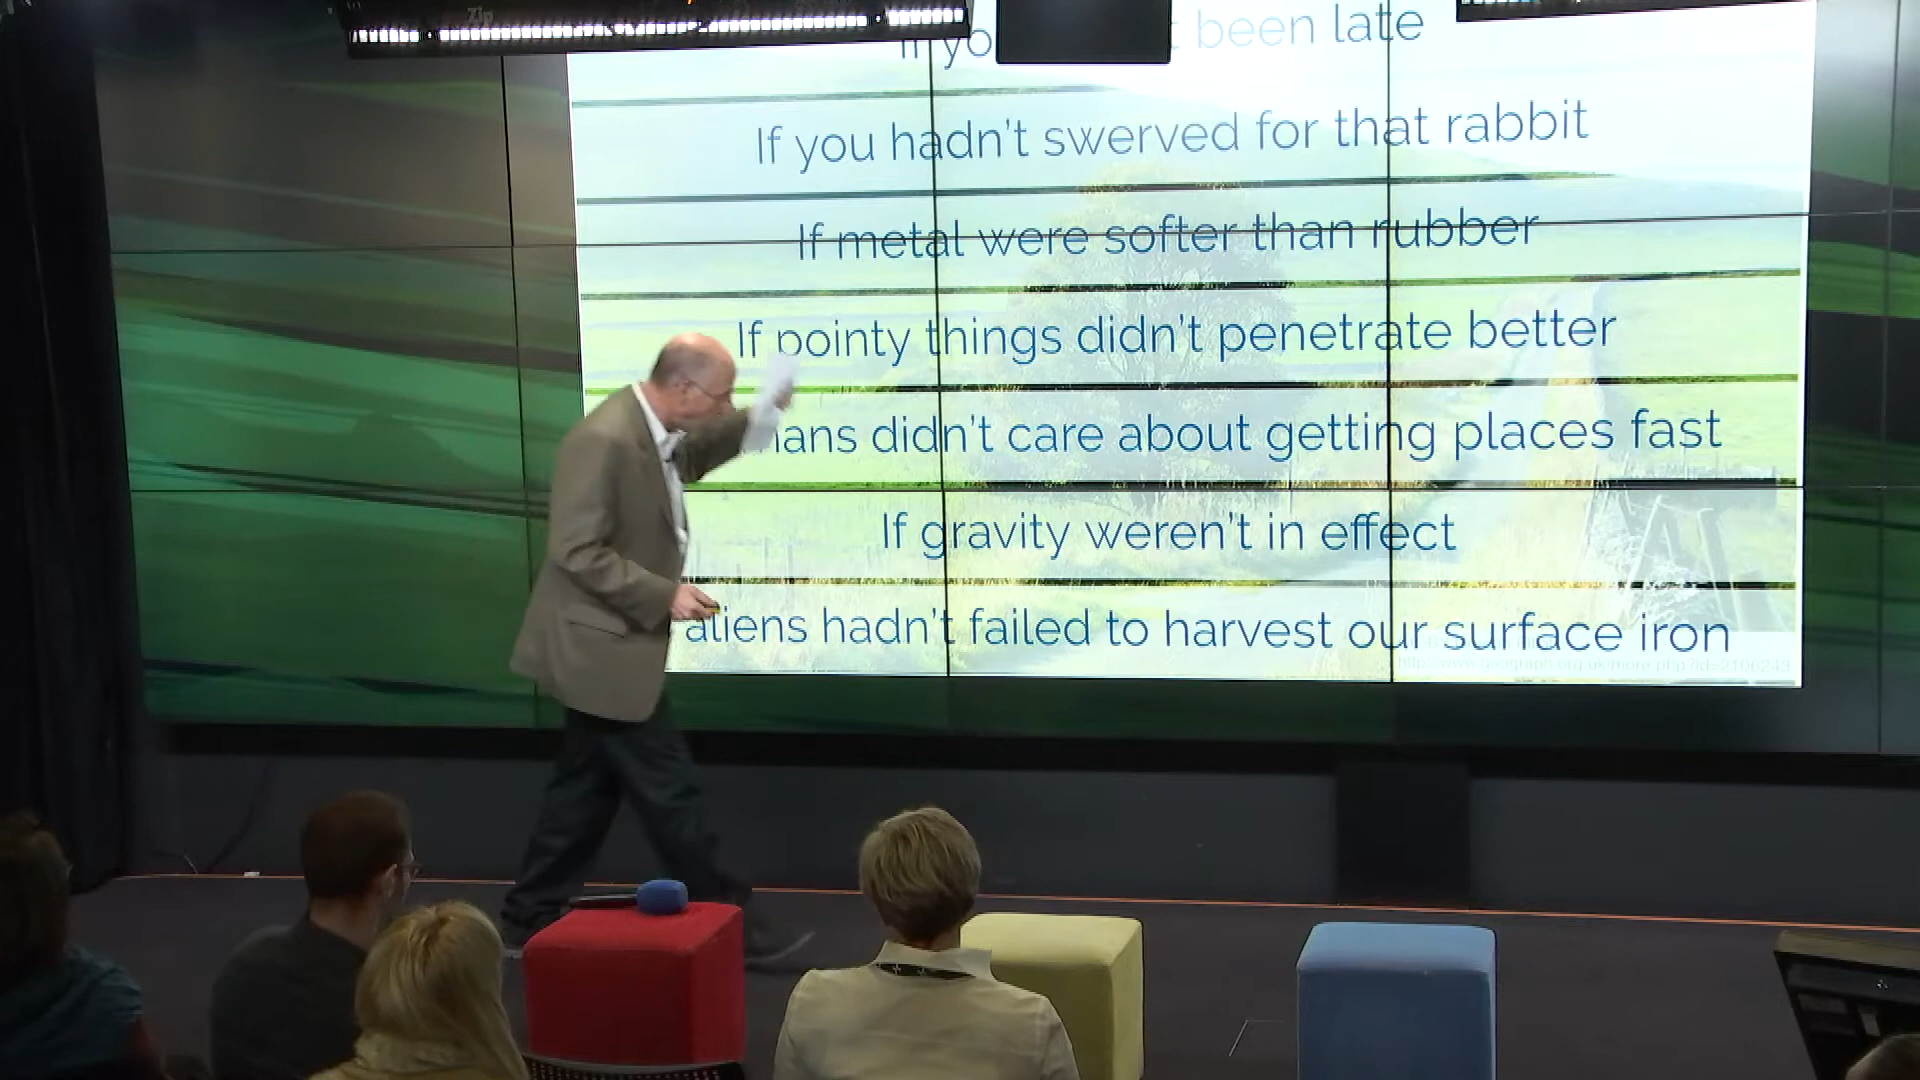 been late
If you hadn't swerved for that rabbit
If metal were softer than rubber
If pointy things didn't penetrate better
didn't care about getting places fast
If gravity weren't in effect
aliens hadn't failed to harvest our surface iron